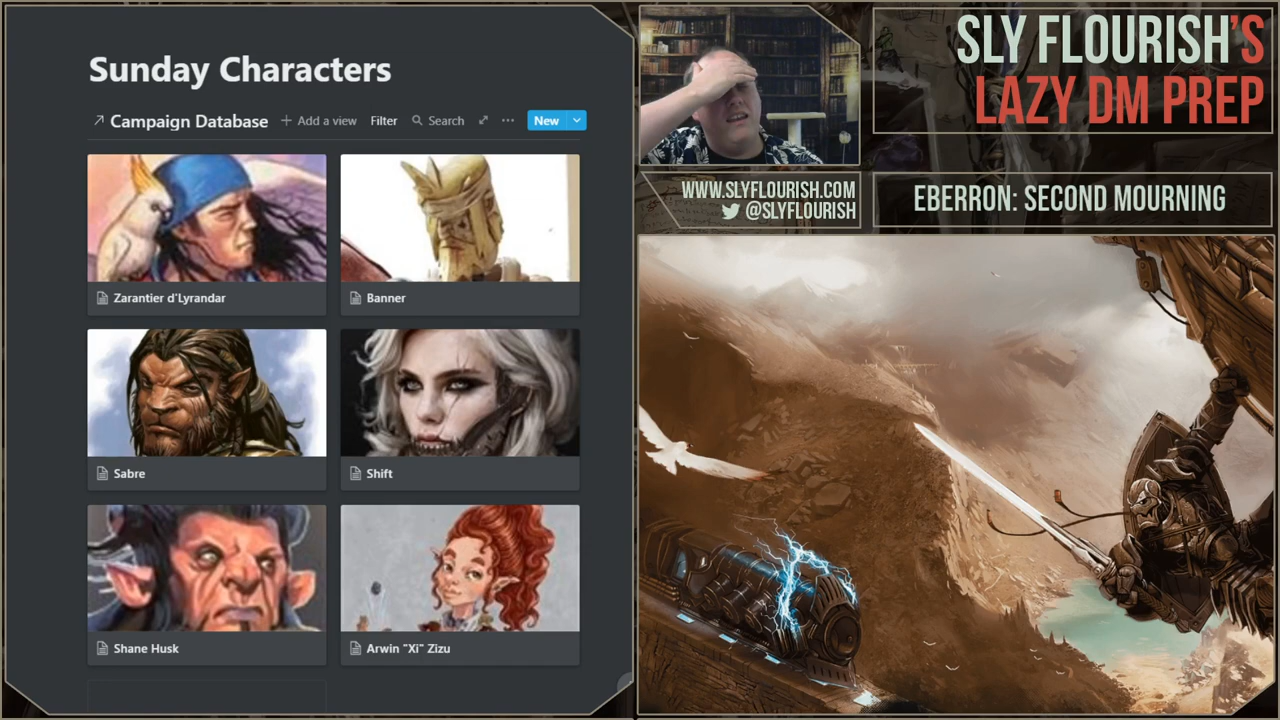 Sunday Characters
Campaign Database
Add a view
Filter
Search
New
Zarantier d'Lyrandar
Banner
Sabre
Shift
Shane Husk
Arwin "Xi" Zizu
SLY FLOURISH'S
LAZY DM PREP
WWW.SLYFLOURISH.COM
@SLYFLOURISH
EBERRON: SECOND MOURNING